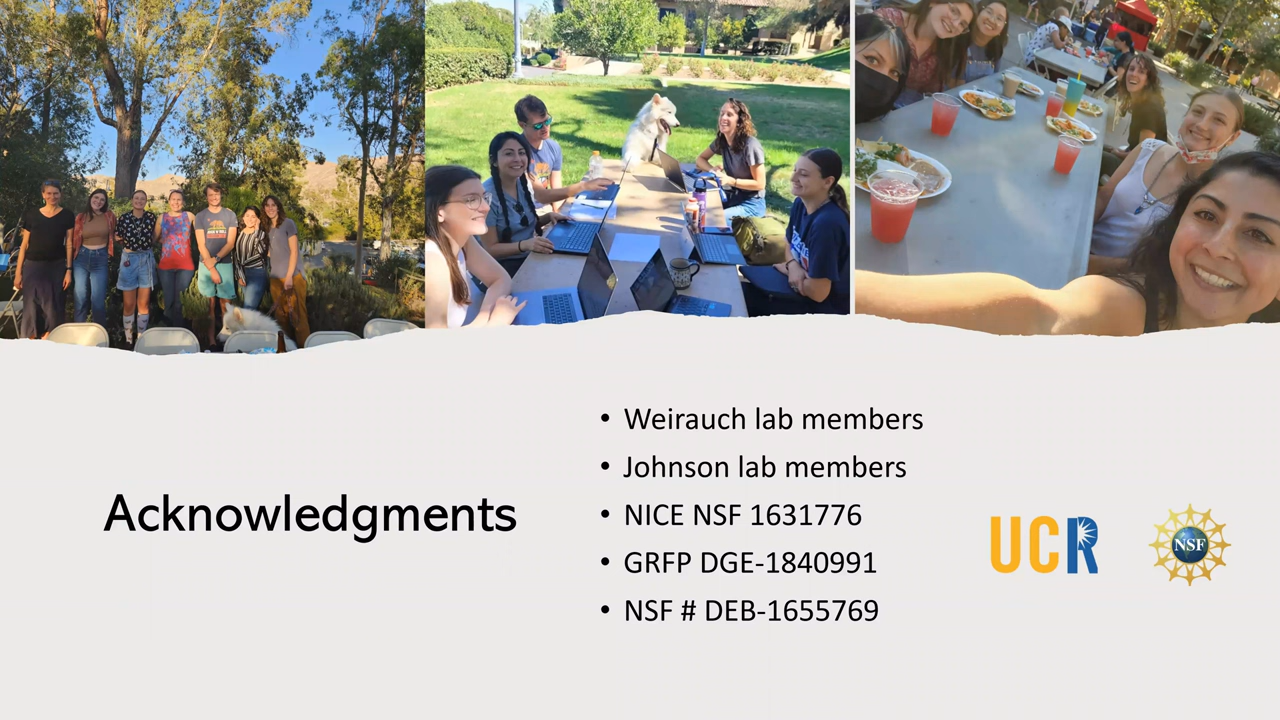 Acknowledgments
• Weirauch lab members
• Johnson lab members
• NICE NSF 1631776
• GRFP DGE-1840991
• NSF # DEB-1655769
UCR
NSF